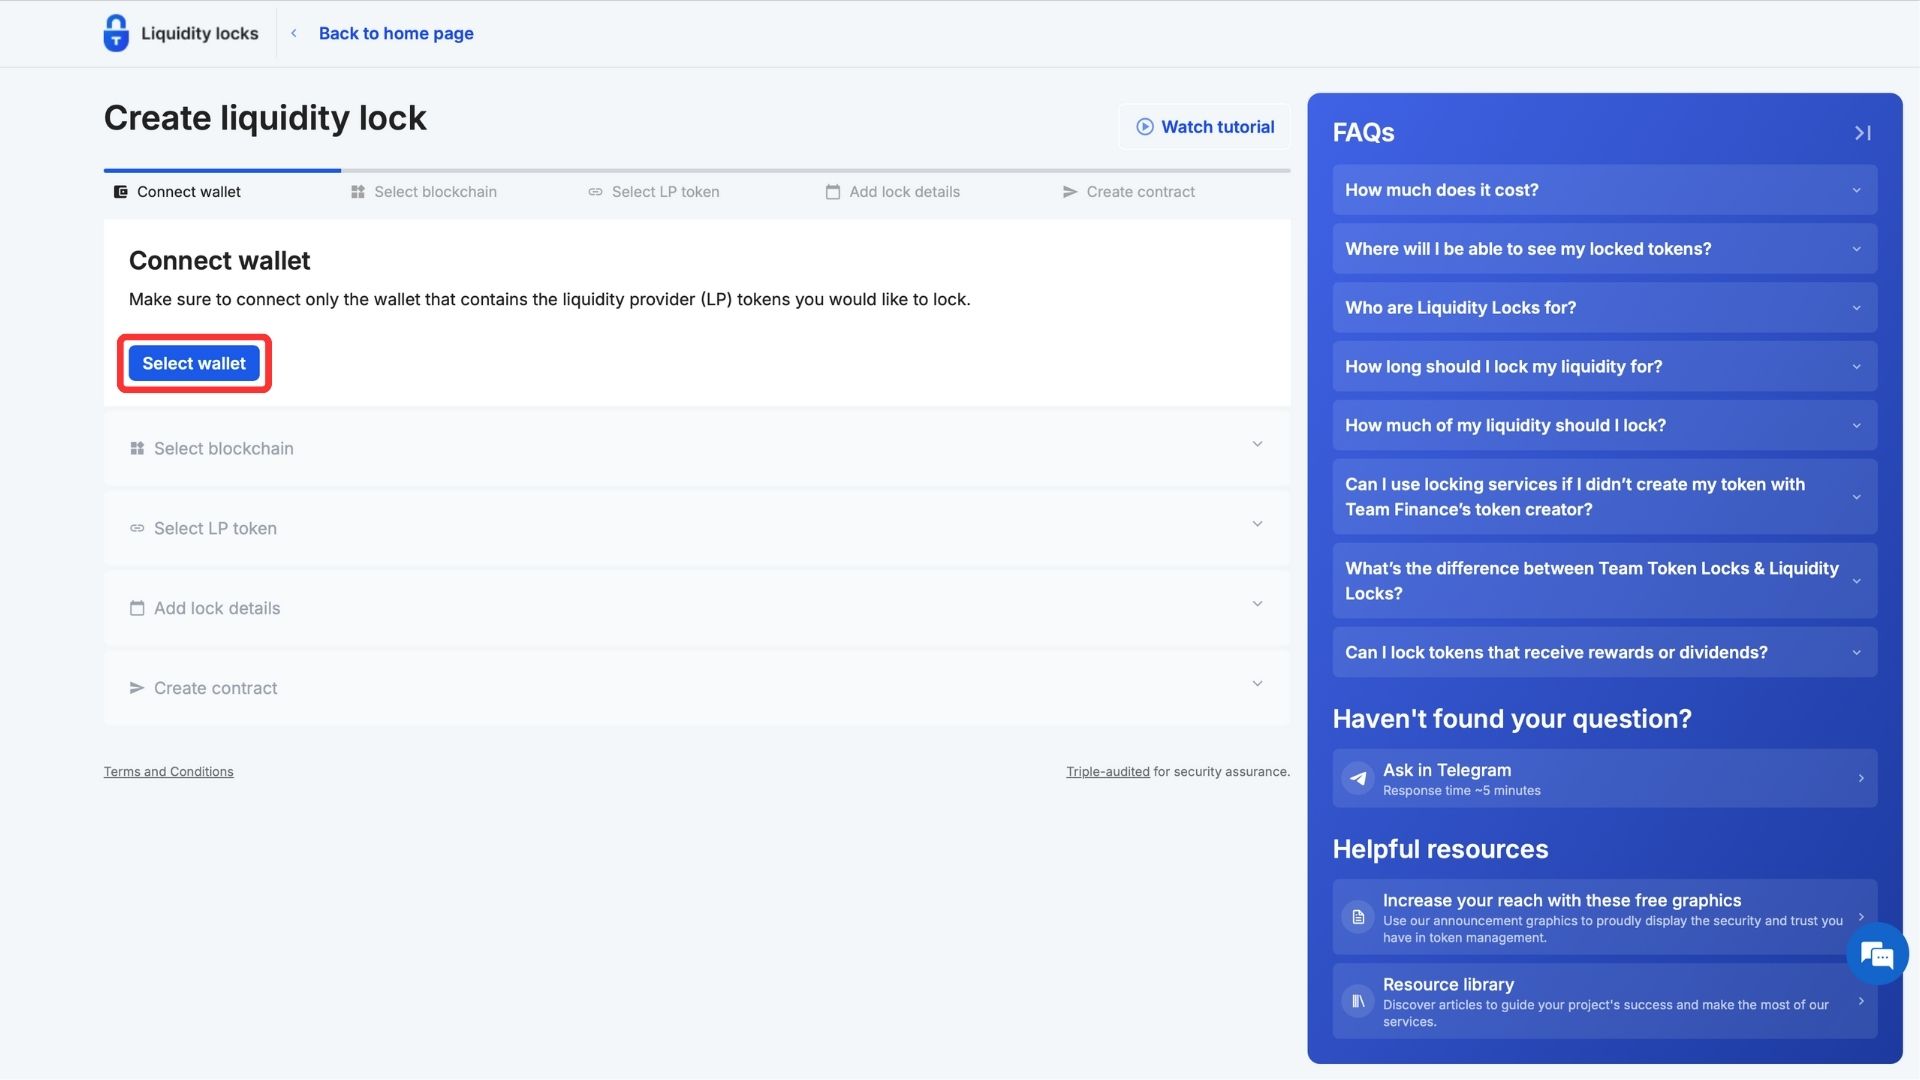 Liquidity locks
Back to home page
Create liquidity lock
Watch tutorial
Connect wallet
Select blockchain
Select LP token
Add lock details
Create contract
Connect wallet
Make sure to connect only the wallet that contains the liquidity provider (LP) tokens you would like to lock.
Select wallet
Select blockchain
Select LP token
Add lock details
Create contract
Terms and Conditions
Triple-audited for security assurance.
FAQs
How much does it cost?
Where will I be able to see my locked tokens?
Who are Liquidity Locks for?
How long should I lock my liquidity for?
How much of my liquidity should I lock?
Can I use locking services if I didn’t create my token with
Team Finance’s token creator?
What’s the difference between Team Token Locks & Liquidity
Locks?
Can I lock tokens that receive rewards or dividends?
Haven't found your question?
Ask in Telegram
Response time ~5 minutes
Helpful resources
Increase your reach with these free graphics
Use our announcement graphics to proudly display the security and trust you
have in token management.
Resource library
Discover articles to guide your project's success and make the most of our
services.